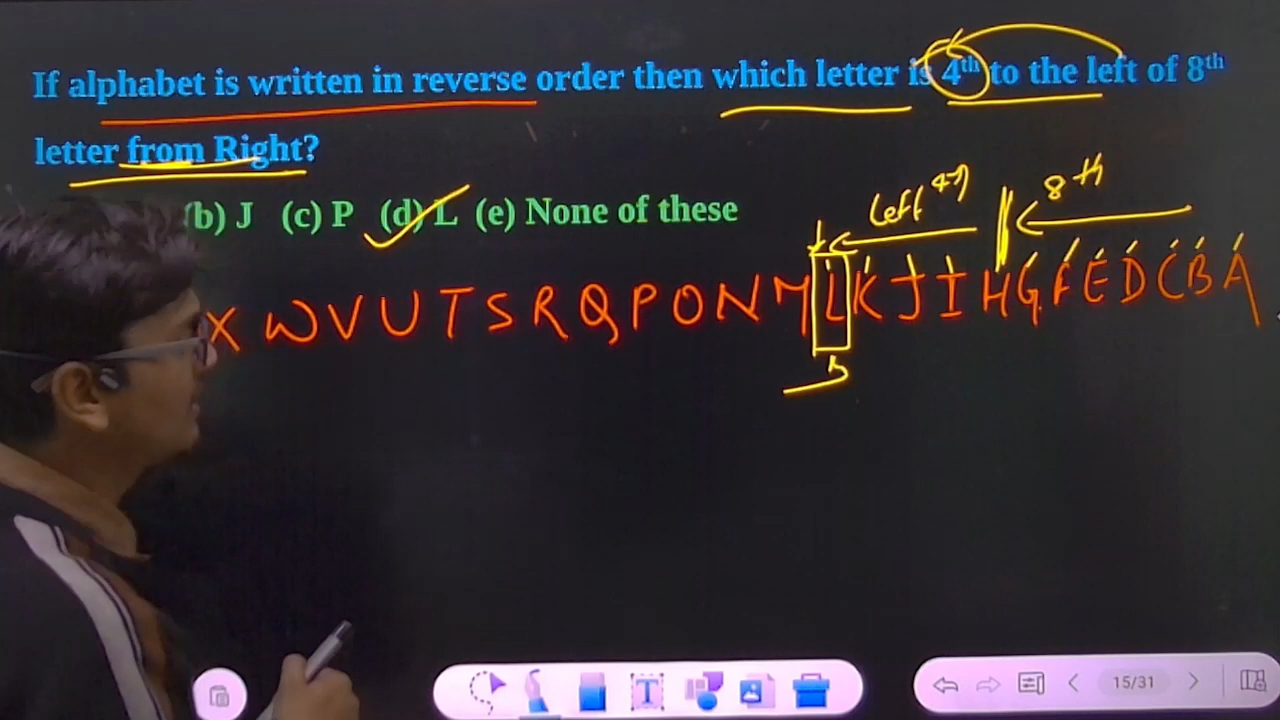 If alphabet is written in reverse order then which letter is 4th to the left of 8th
letter from Right?
(b) J (c) P (d) L (e) None of these
left 4th 8th
X W V U T S R Q P O N M L K J I H G F E D C B A
15/31